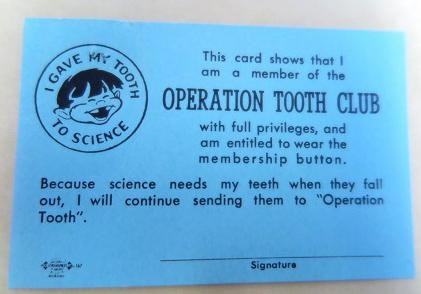 I GAVE MY TOOTH
TO SCIENCE
This card shows that I
am a member of the
OPERATION TOOTH CLUB
with full privileges, and
am entitled to wear the
membership button.
Because science needs my teeth when they fall
out, I will continue sending them to "Operation
Tooth".
Signature